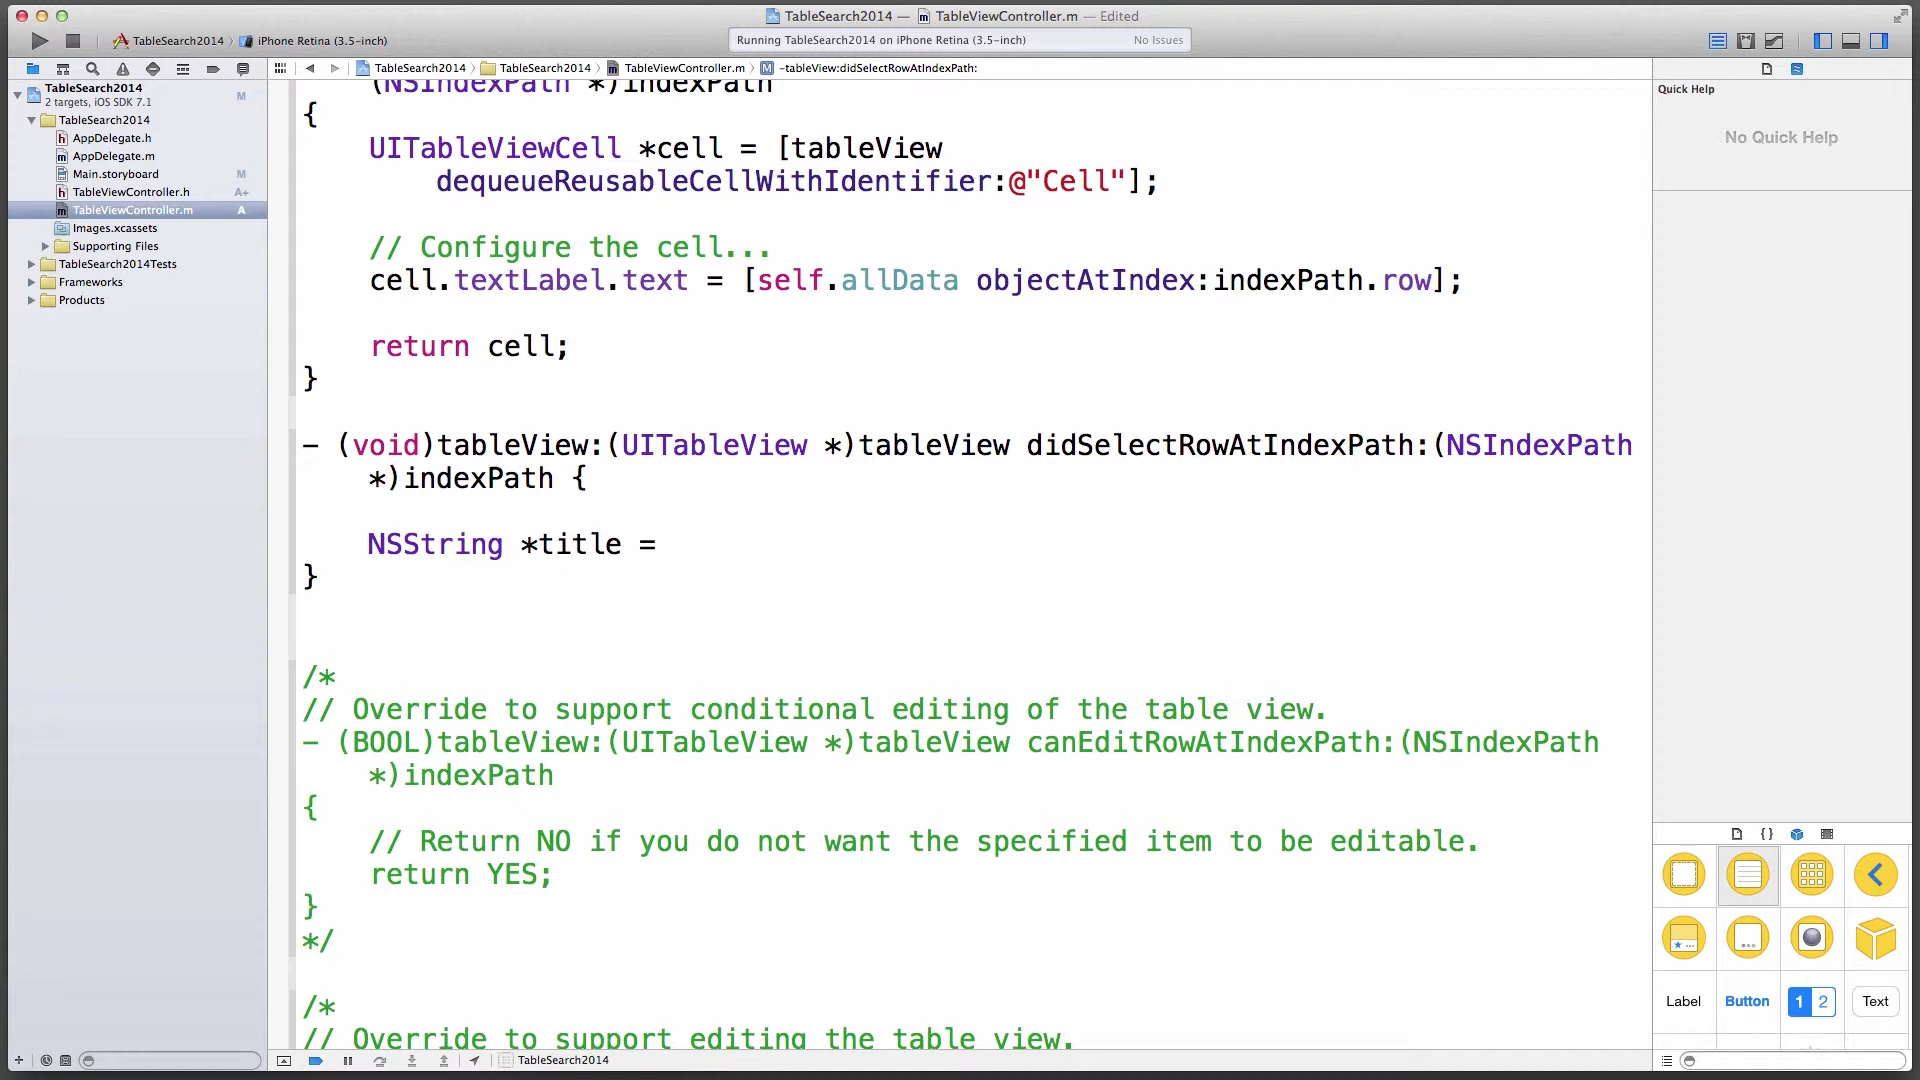 TableSearch2014 — TableViewController.m — Edited
TableSearch2014 iPhone Retina (3.5-inch)
Running TableSearch2014 on iPhone Retina (3.5-inch) No Issues
TableSearch2014 TableSearch2014 TableViewController.m M -tableView:didSelectRowAtIndexPath:
TableSearch2014 M
2 targets, iOS SDK 7.1
TableSearch2014
h AppDelegate.h
m AppDelegate.m
Main.storyboard M
h TableViewController.h A+
m TableViewController.m A
Images.xcassets
Supporting Files
TableSearch2014Tests
Frameworks
Products
(NSIndexPath *)indexPath
{
UITableViewCell *cell = [tableView
dequeueReusableCellWithIdentifier:@"Cell"];
// Configure the cell...
cell.textLabel.text = [self.allData objectAtIndex:indexPath.row];
return cell;
}
- (void)tableView:(UITableView *)tableView didSelectRowAtIndexPath:(NSIndexPath
*)indexPath {
NSString *title =
}
/*
// Override to support conditional editing of the table view.
- (BOOL)tableView:(UITableView *)tableView canEditRowAtIndexPath:(NSIndexPath
*)indexPath
{
// Return NO if you do not want the specified item to be editable.
return YES;
}
*/
/*
// Override to support editing the table view.
TableSearch2014
Quick Help
No Quick Help
{ }
Label Button 1 2 Text